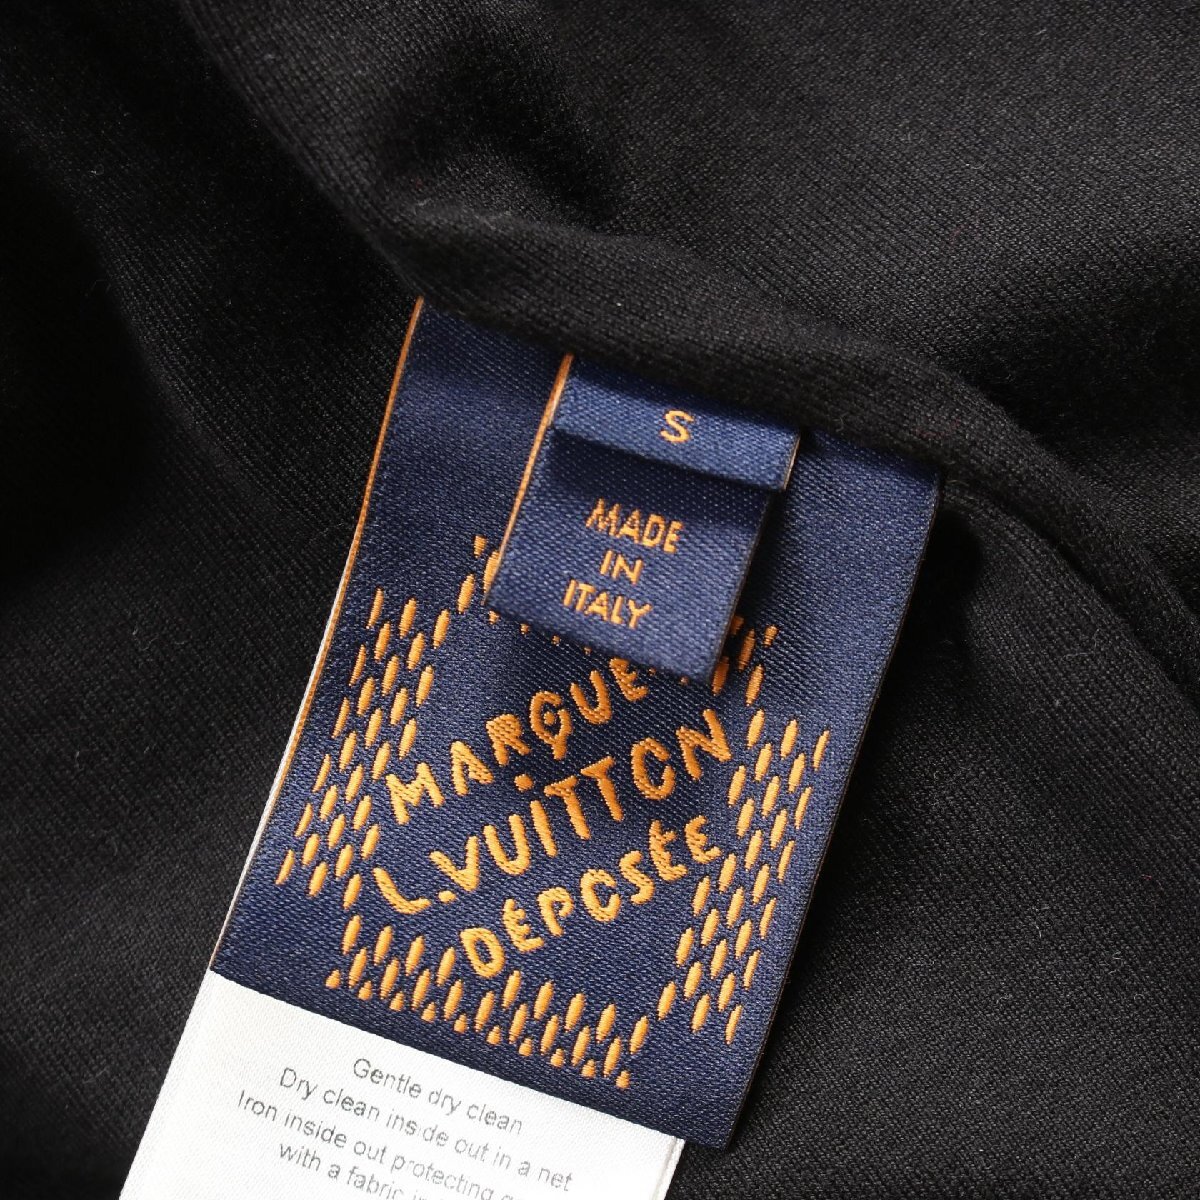 S
MADE
IN
ITALY
MARQUE
L.VUITTON
DÉPOSÉE
Gentle dry clean
Dry clean inside out in a net
Iron inside out protecting
with a fabric